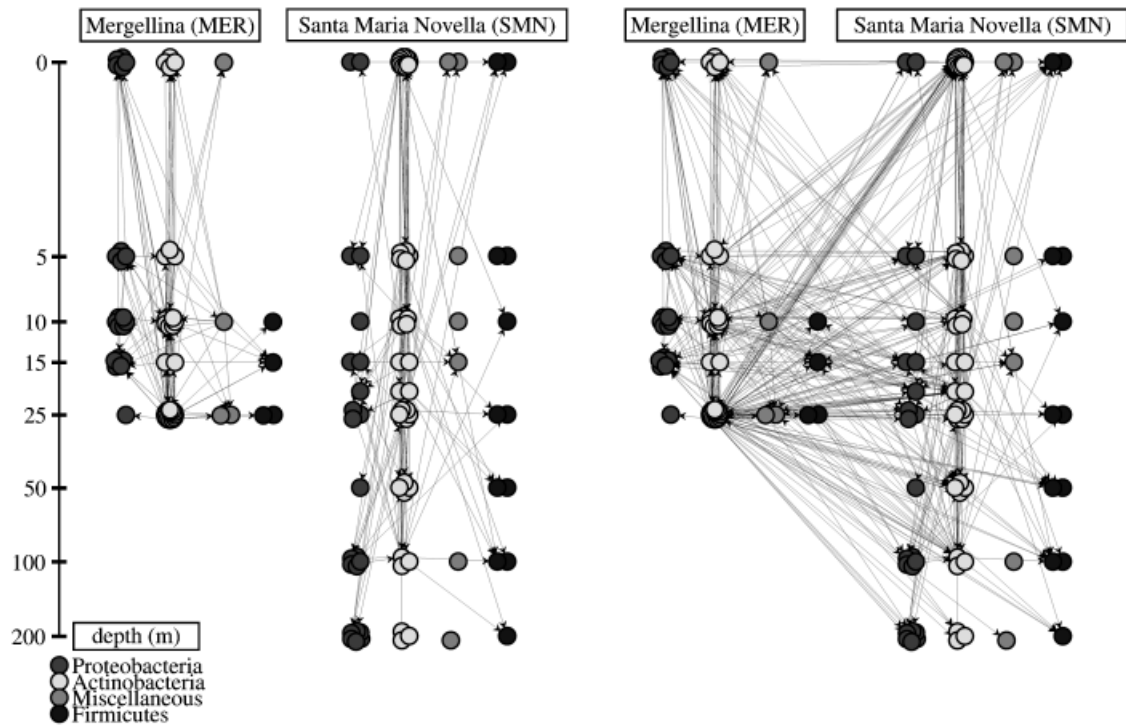 Mergellina (MER) Santa Maria Novella (SMN) Mergellina (MER) Santa Maria Novella (SMN)
0
5
10
15
25
50
100
200
depth (m)
Proteobacteria
Actinobacteria
Miscellaneous
Firmicutes